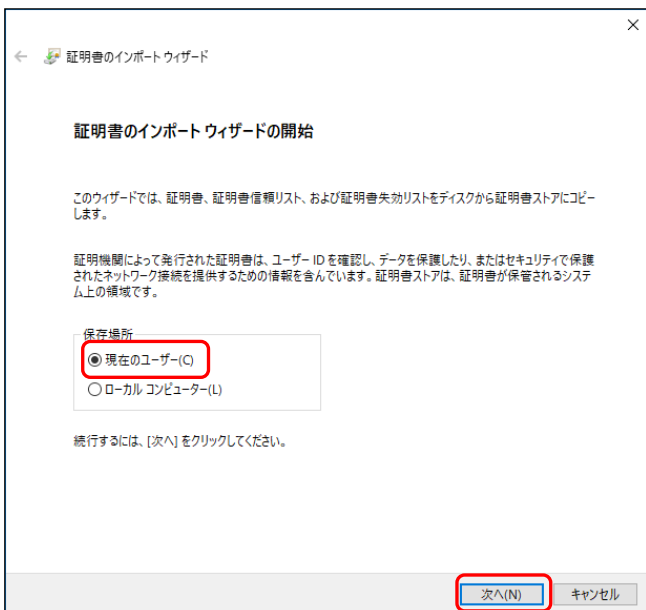 証明書のインポート ウィザード
証明書のインポート ウィザードの開始
このウィザードでは、証明書、証明書信頼リスト、および証明書失効リストをディスクから証明書ストアにコピー
します。
証明機関によって発行された証明書は、ユーザー ID を確認し、データを保護したり、またはセキュリティで保護
されたネットワーク接続を提供するための情報を含んでいます。証明書ストアは、証明書が保管されるシステ
ム上の領域です。
保存場所
現在のユーザー(C)
ローカル コンピューター(L)
続行するには、[次へ] をクリックしてください。
次へ(N) キャンセル